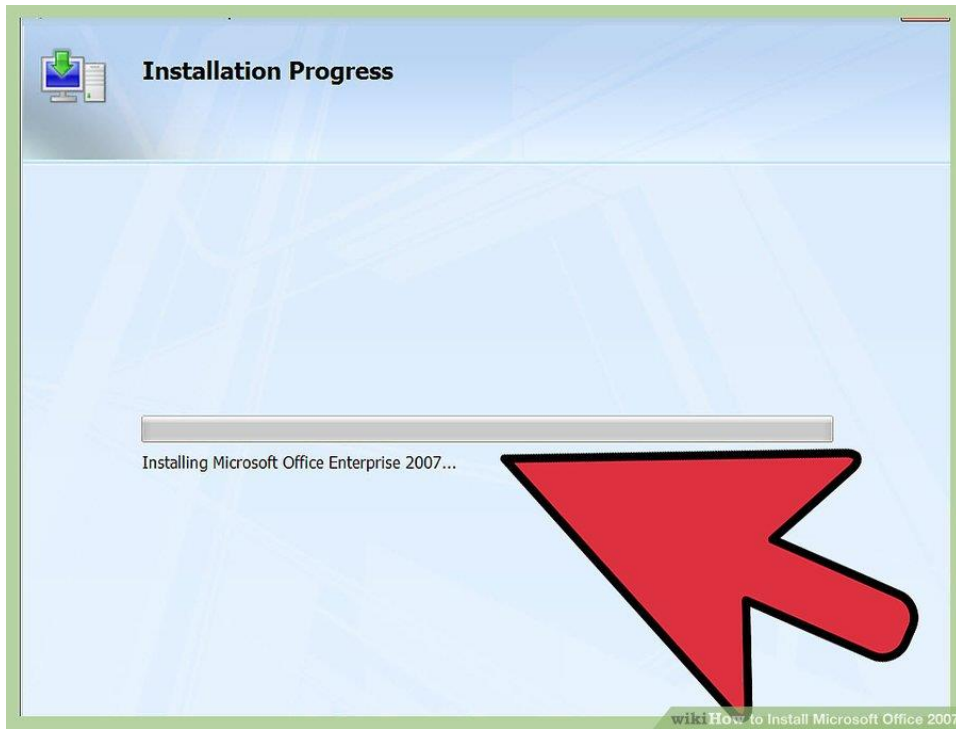 Installation Progress
Installing Microsoft Office Enterprise 2007...
wikiHow to Install Microsoft Office 2007